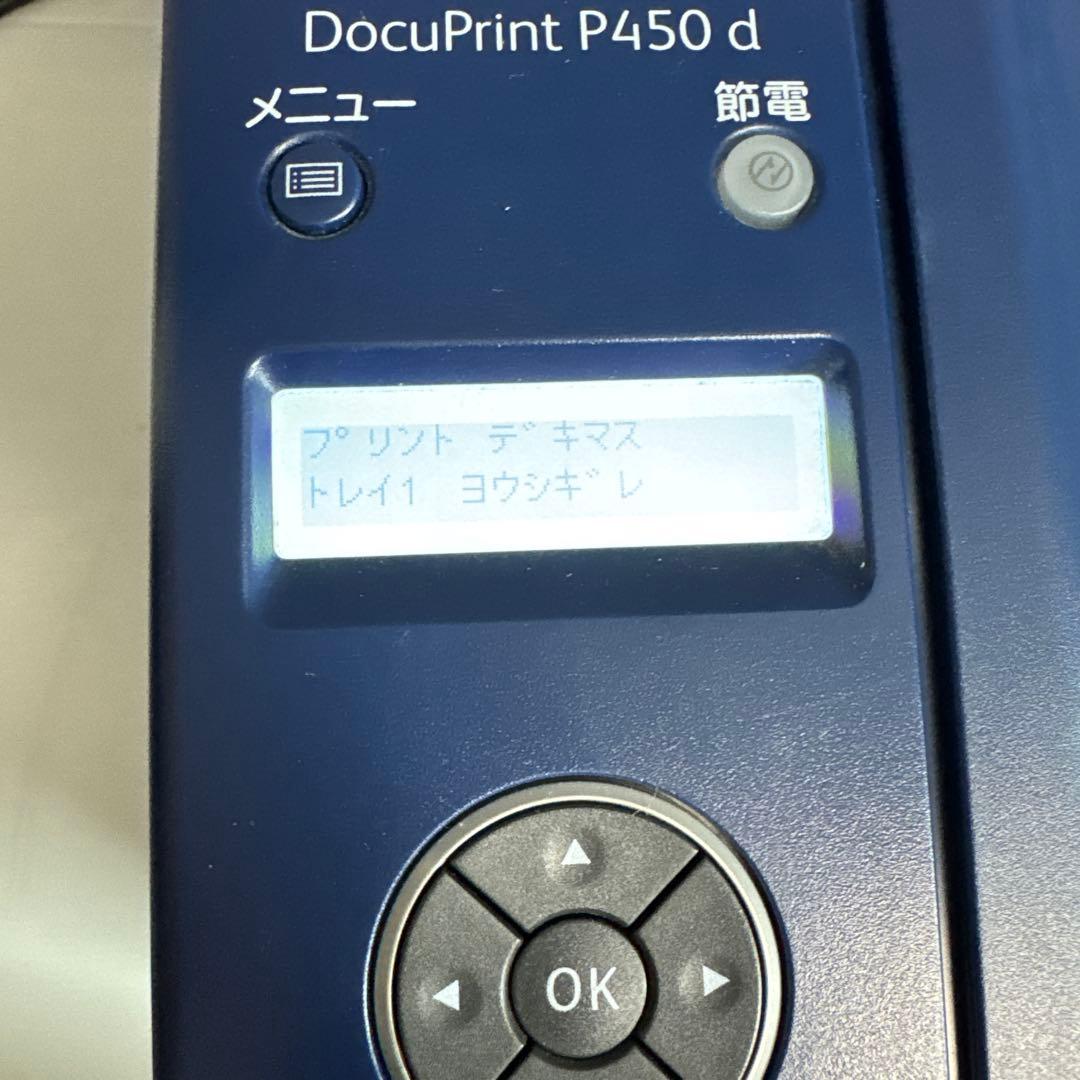 DocuPrint P450 d
メニュー 節電
プリント デキマス
トレイ1 ヨウシギレ
OK